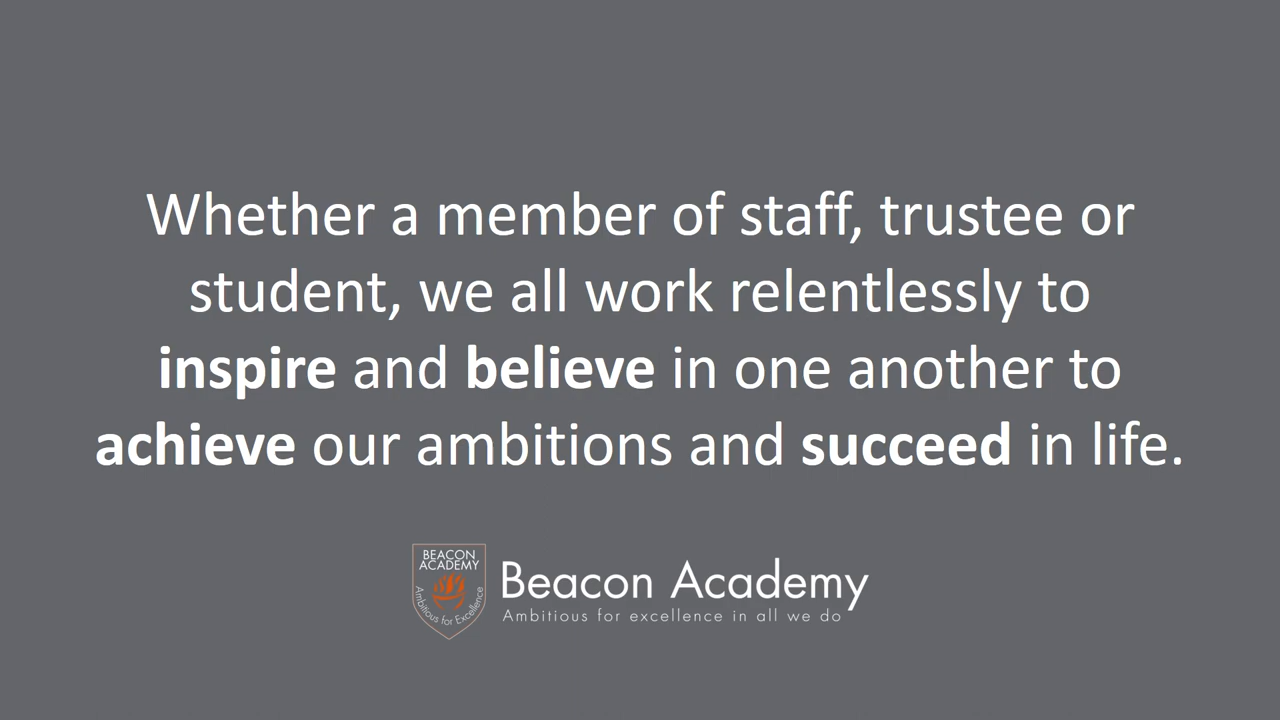 Whether a member of staff, trustee or
student, we all work relentlessly to
inspire and believe in one another to
achieve our ambitions and succeed in life.
BEACON
ACADEMY
Ambitious for Excellence
Beacon Academy
Ambitious for excellence in all we do